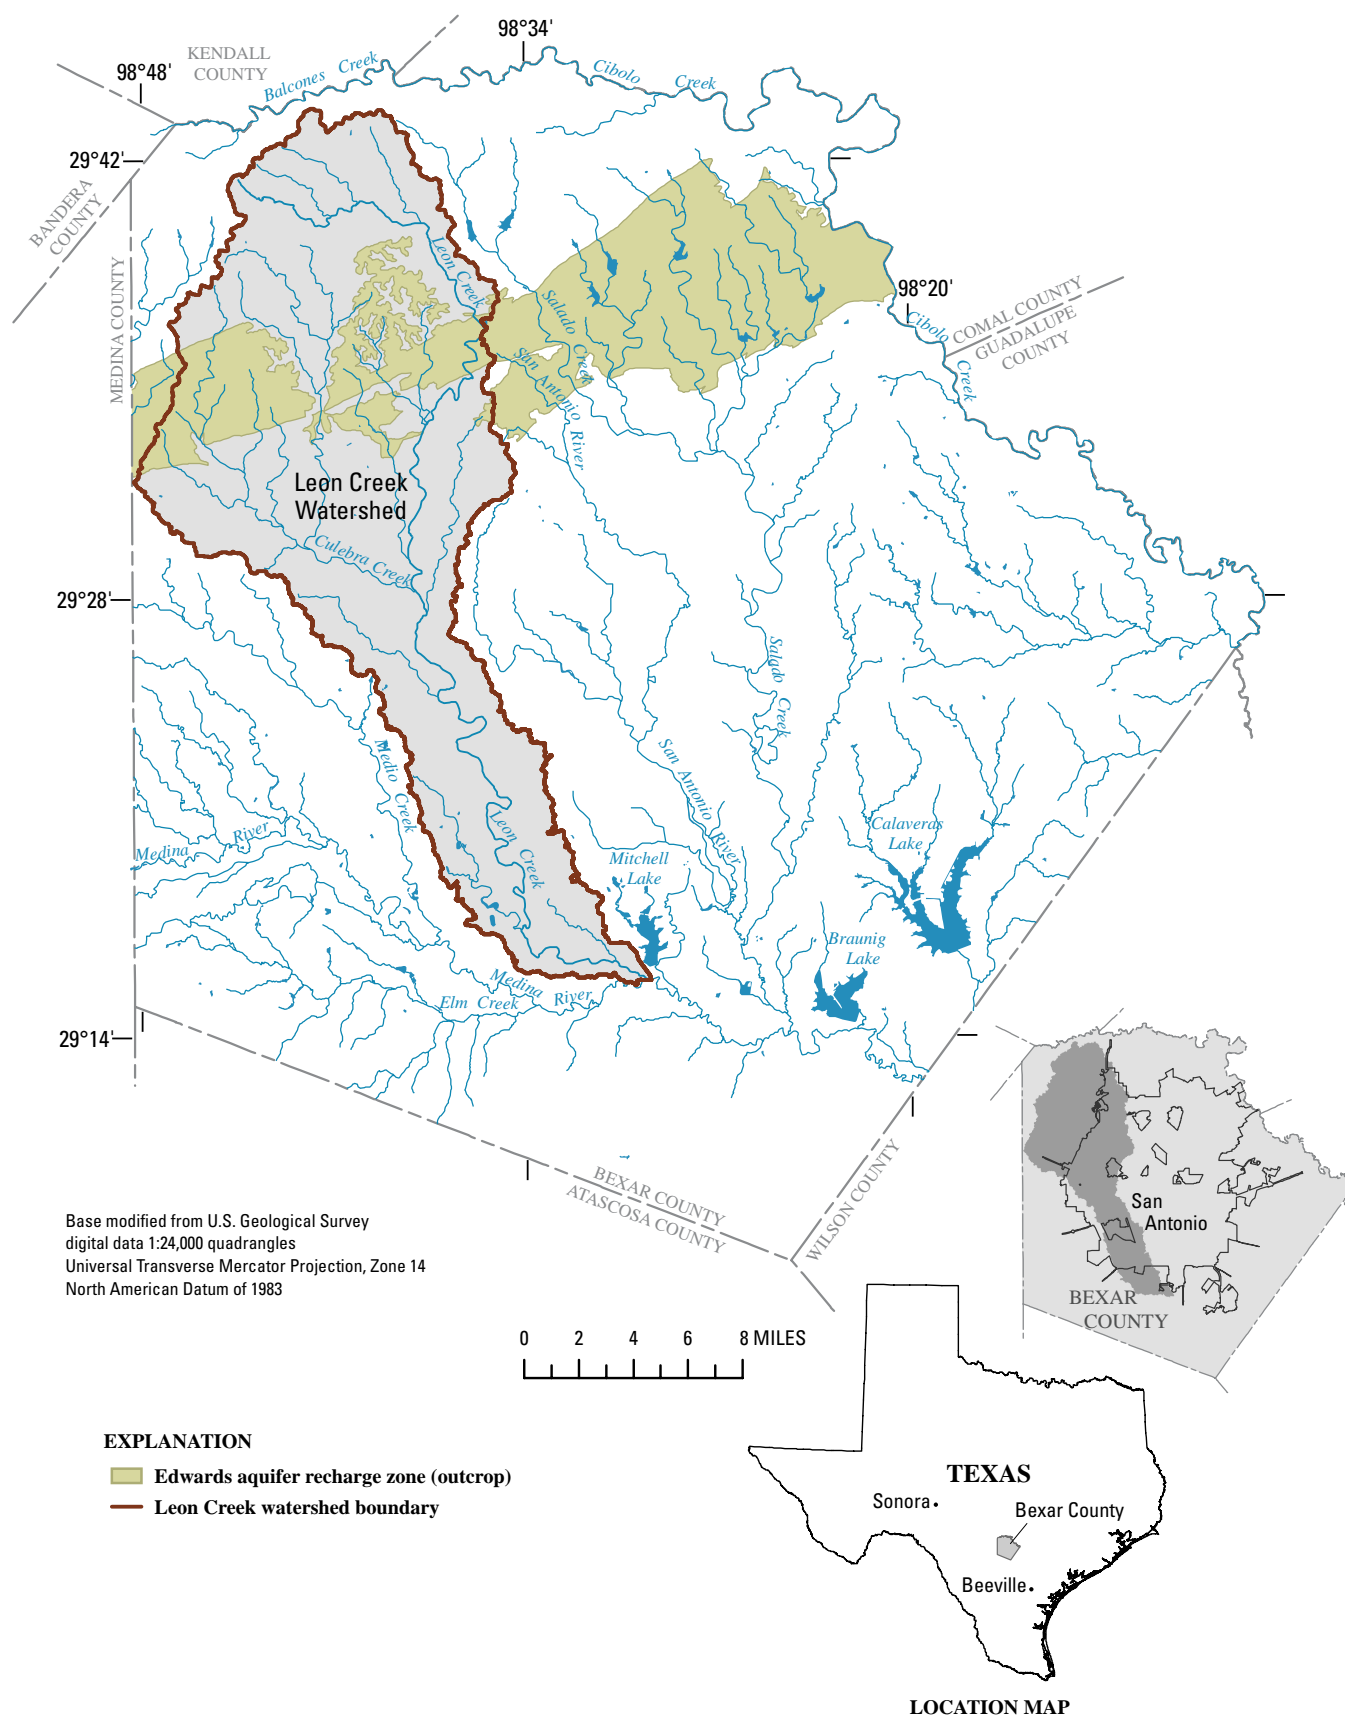 98°34'
KENDALL
COUNTY
98°48'
Balcones Creek
Cibolo Creek
29°42'
BANDERA
COUNTY
MEDINA COUNTY
Leon Creek
Salado Creek
San Antonio River
98°20'
Cibolo Creek
COMAL COUNTY
GUADALUPE
COUNTY
Leon Creek
Watershed
Culebra Creek
29°28'
Salado Creek
San Antonio River
Medio Creek
Leon Creek
Medina River
Mitchell
Lake
Calaveras
Lake
Braunig
Lake
Medina River
Elm Creek
29°14'
BEXAR COUNTY
ATASCOSA COUNTY
WILSON COUNTY
San
Antonio
BEXAR
COUNTY
Base modified from U.S. Geological Survey
digital data 1:24,000 quadrangles
Universal Transverse Mercator Projection, Zone 14
North American Datum of 1983
0 2 4 6 8 MILES
EXPLANATION
Edwards aquifer recharge zone (outcrop)
Leon Creek watershed boundary
TEXAS
Sonora
Bexar County
Beeville
LOCATION MAP